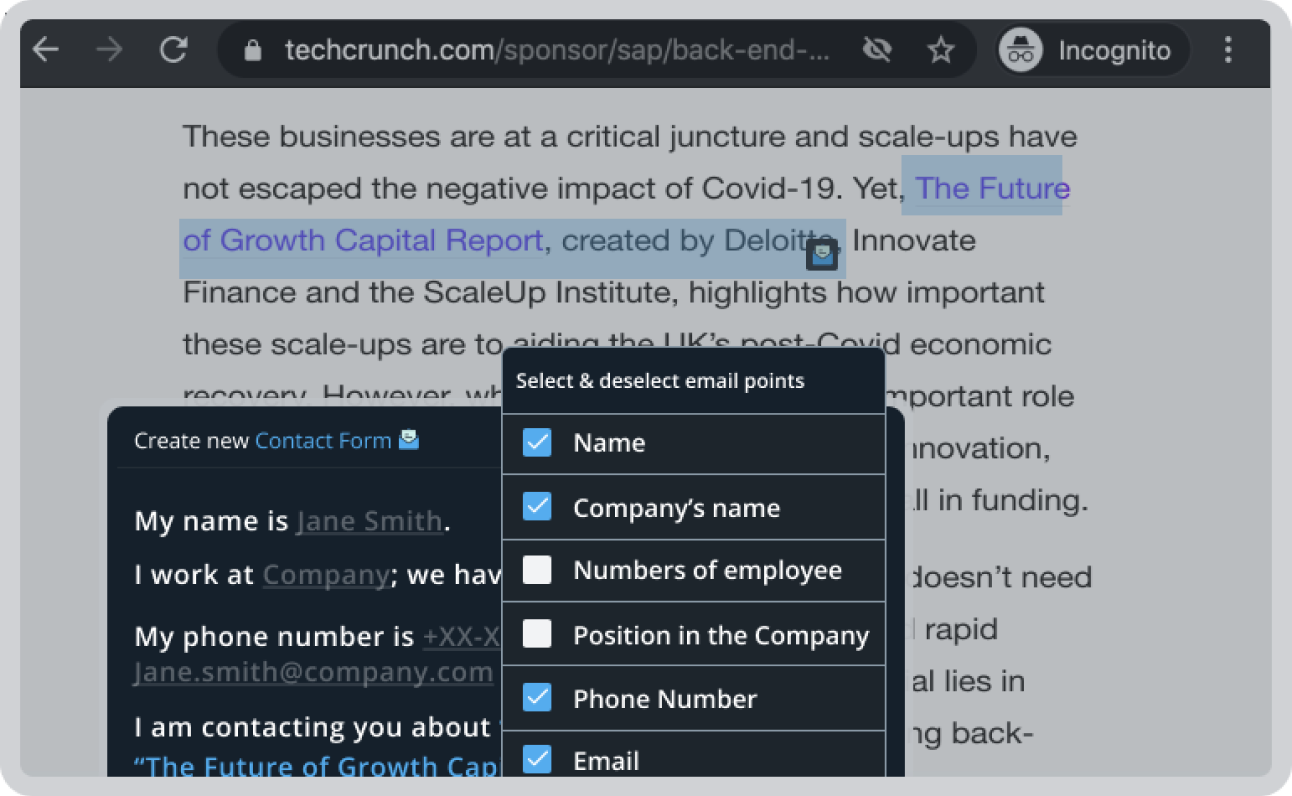 techcrunch.com/sponsor/sap/back-end-... Incognito
These businesses are at a critical juncture and scale-ups have
not escaped the negative impact of Covid-19. Yet, The Future
of Growth Capital Report, created by Deloitte, Innovate
Finance and the ScaleUp Institute, highlights how important
these scale-ups are to aiding the UK's post-Covid economic
recovery. However, wh
mportant role
nnovation,
ll in funding.
doesn't need
rapid
al lies in
ng back-
Create new Contact Form
My name is Jane Smith.
I work at Company; we hav
My phone number is +XX-X
Jane.smith@company.com
I am contacting you about
“The Future of Growth Capi
Select & deselect email points
Name
Company’s name
Numbers of employee
Position in the Company
Phone Number
Email